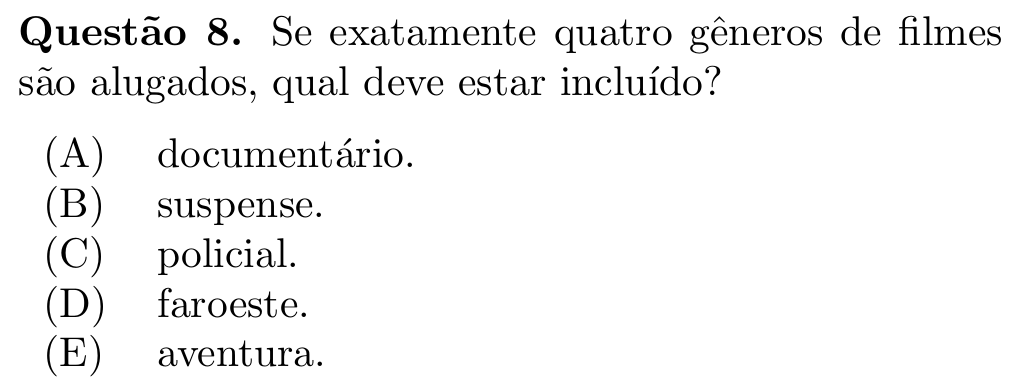 Questão 8. Se exatamente quatro gêneros de filmes
são alugados, qual deve estar incluído?
(A) documentário.
(B) suspense.
(C) policial.
(D) faroeste.
(E) aventura.